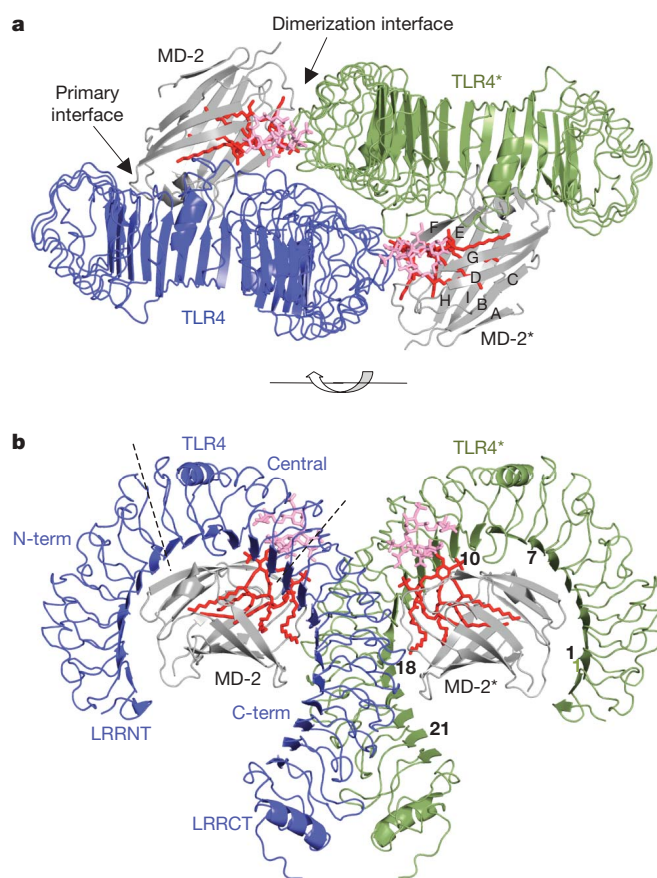 a
Dimerization interface
MD-2
TLR4*
Primary
interface
F
E
G
D
C
H
I
B
A
TLR4
MD-2*
b
TLR4
TLR4*
Central
N-term
10
7
1
MD-2
MD-2*
18
C-term
21
LRRNT
LRRCT